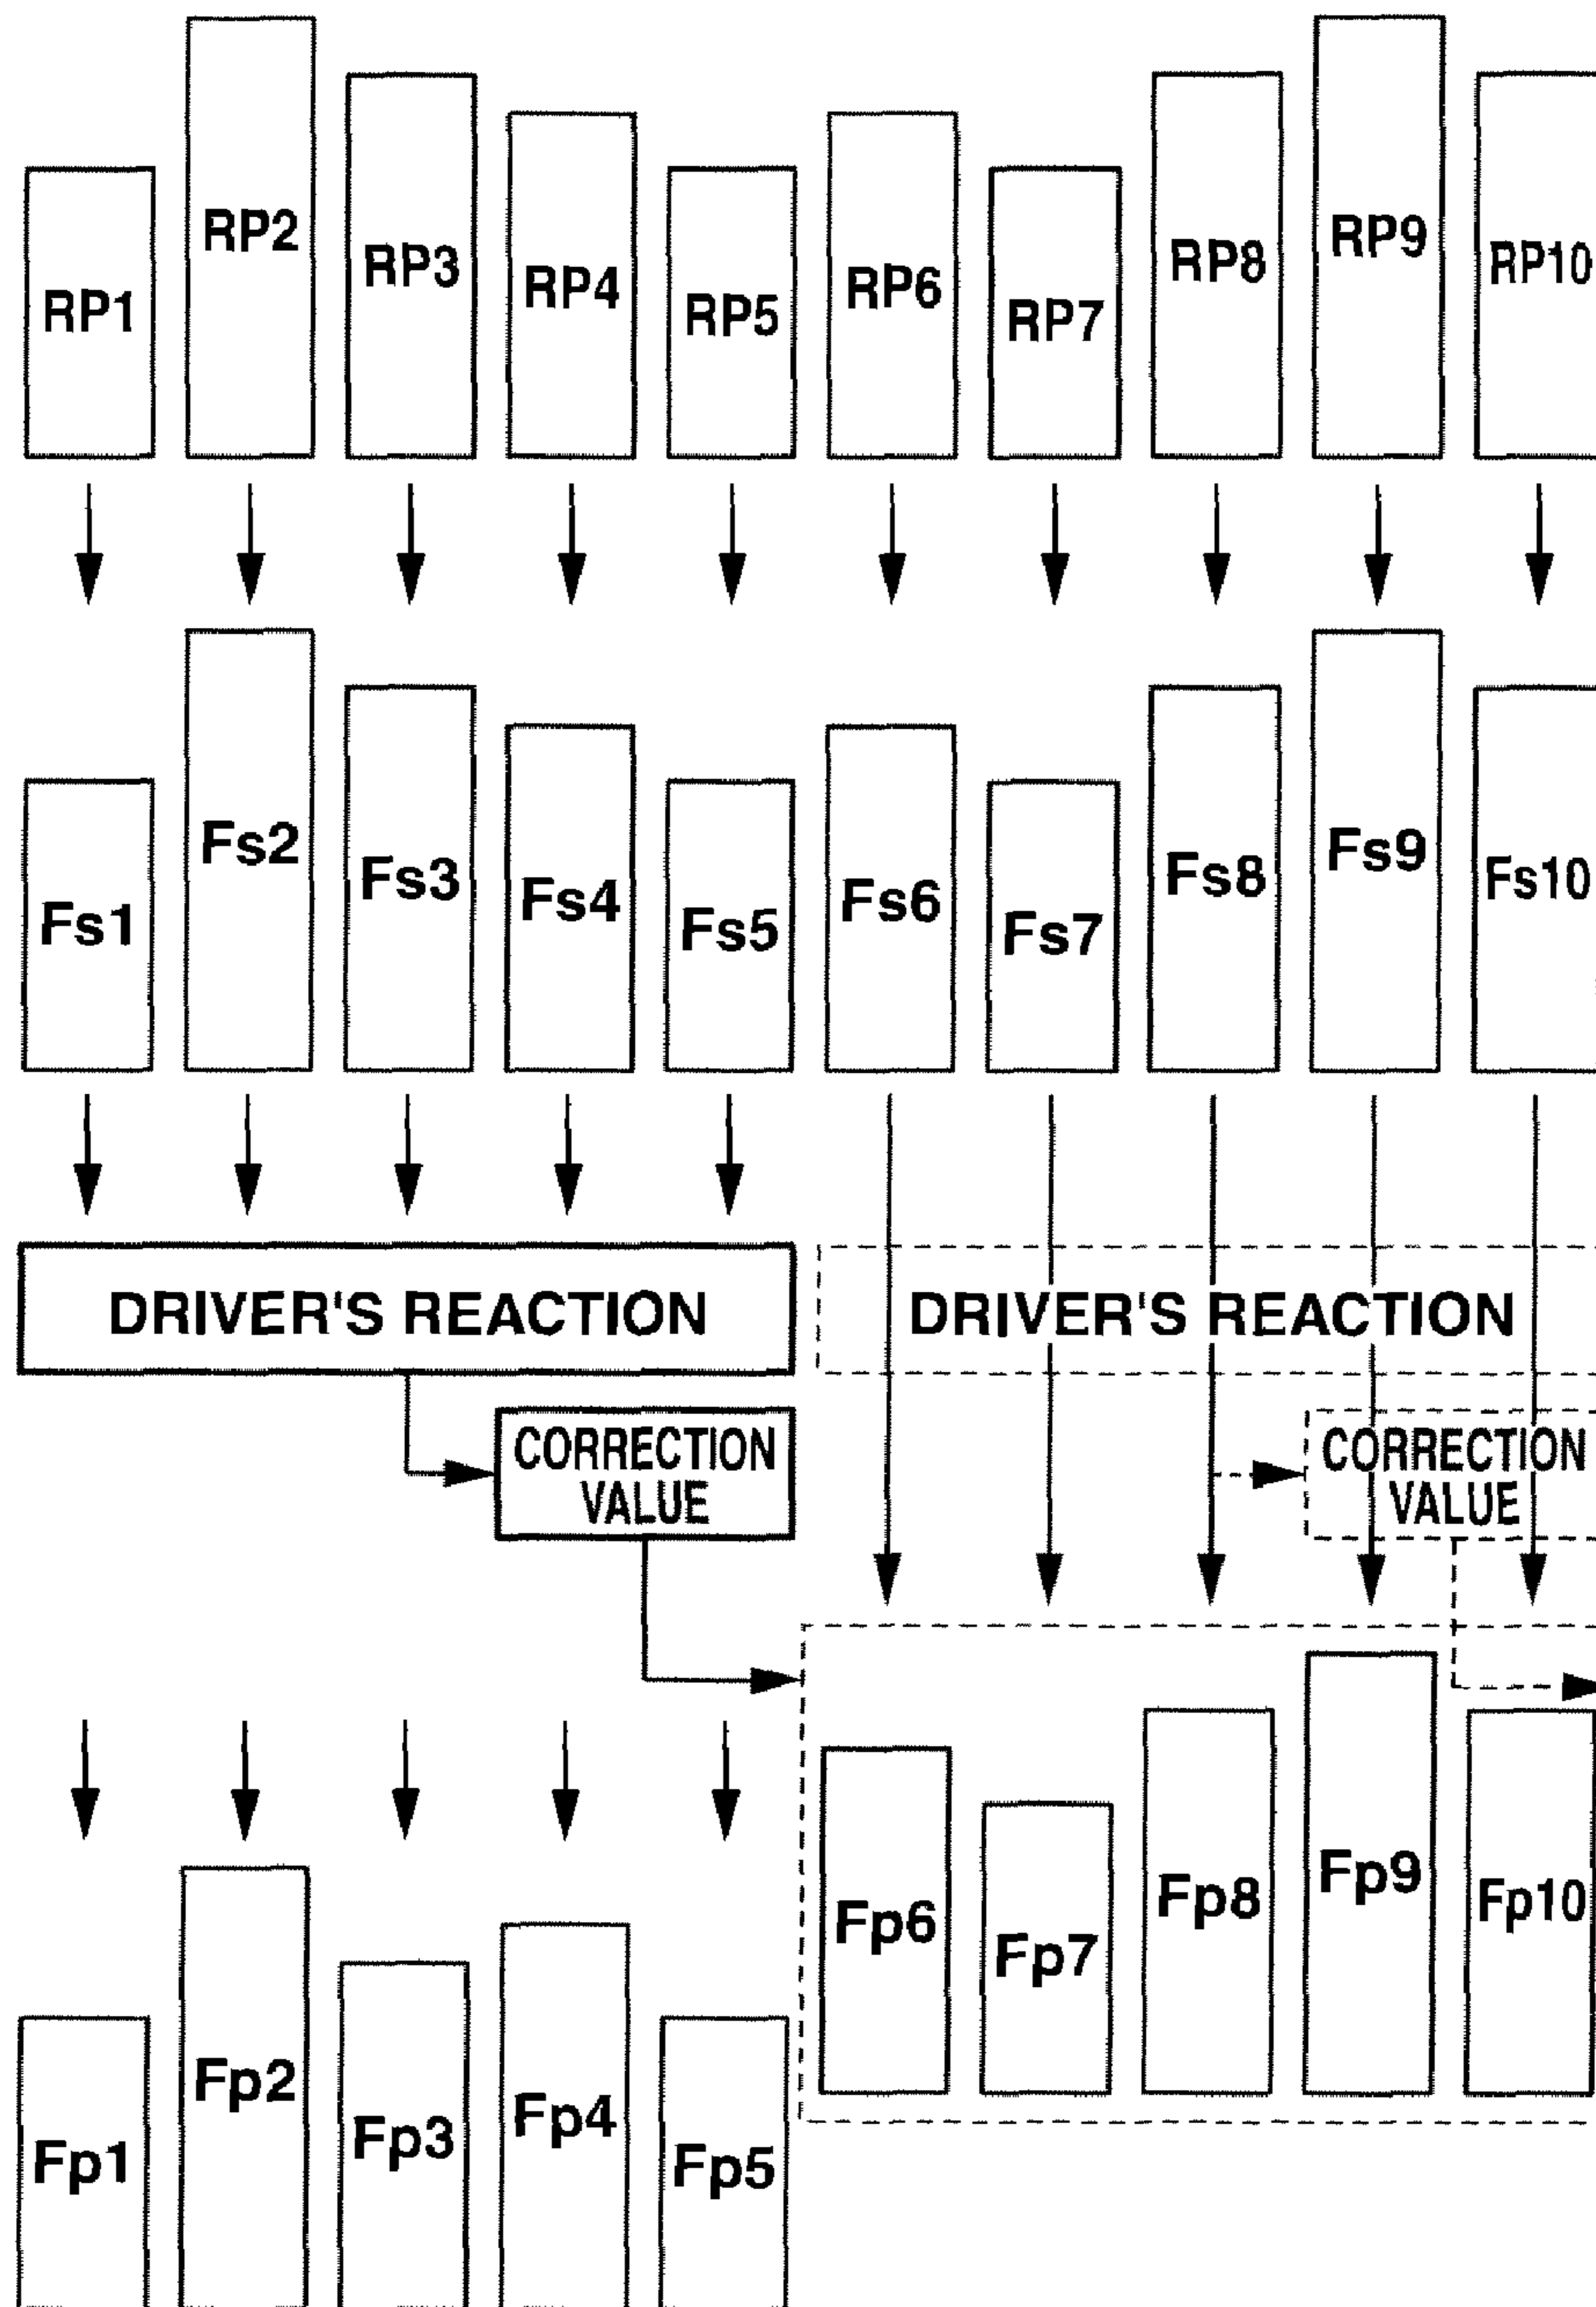 RP1
RP2
RP3
RP4
RP5
RP6
RP7
RP8
RP9
RP10
Fs1
Fs2
Fs3
Fs4
Fs5
Fs6
Fs7
Fs8
Fs9
Fs10
DRIVER'S REACTION
DRIVER'S REACTION
CORRECTION
VALUE
CORRECTION
VALUE
Fp6
Fp7
Fp8
Fp9
Fp10
Fp1
Fp2
Fp3
Fp4
Fp5